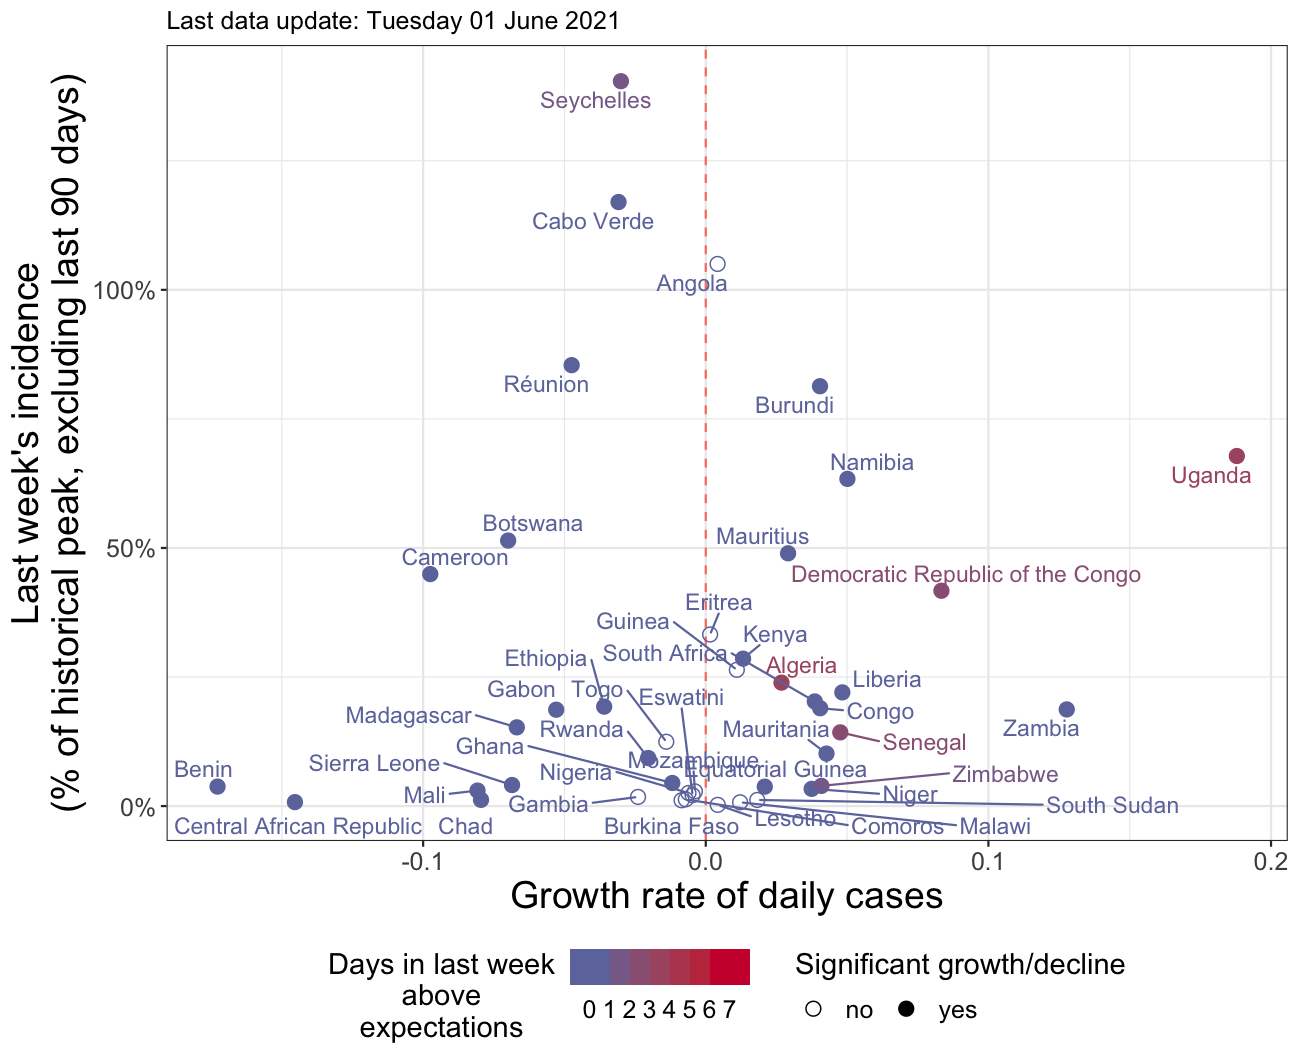 Last data update: Tuesday 01 June 2021
Last week's incidence
(% of historical peak, excluding last 90 days)
100%
50%
0%
Seychelles
Cabo Verde
Angola
Réunion
Burundi
Namibia
Uganda
Botswana
Mauritius
Cameroon
Democratic Republic of the Congo
Eritrea
Guinea
Kenya
South Africa
Ethiopia
Algeria
Liberia
Gabon
Togo
Eswatini
Madagascar
Congo
Rwanda
Mauritania
Zambia
Ghana
Senegal
Sierra Leone
Mozambique
Benin
Nigeria
Equatorial Guinea
Zimbabwe
Mali
Gambia
Niger
South Sudan
Central African Republic
Chad
Burkina Faso
Lesotho
Comoros
Malawi
-0.1
0.0
0.1
0.2
Growth rate of daily cases
Days in last week
above
expectations
0 1 2 3 4 5 6 7
Significant growth/decline
no
yes